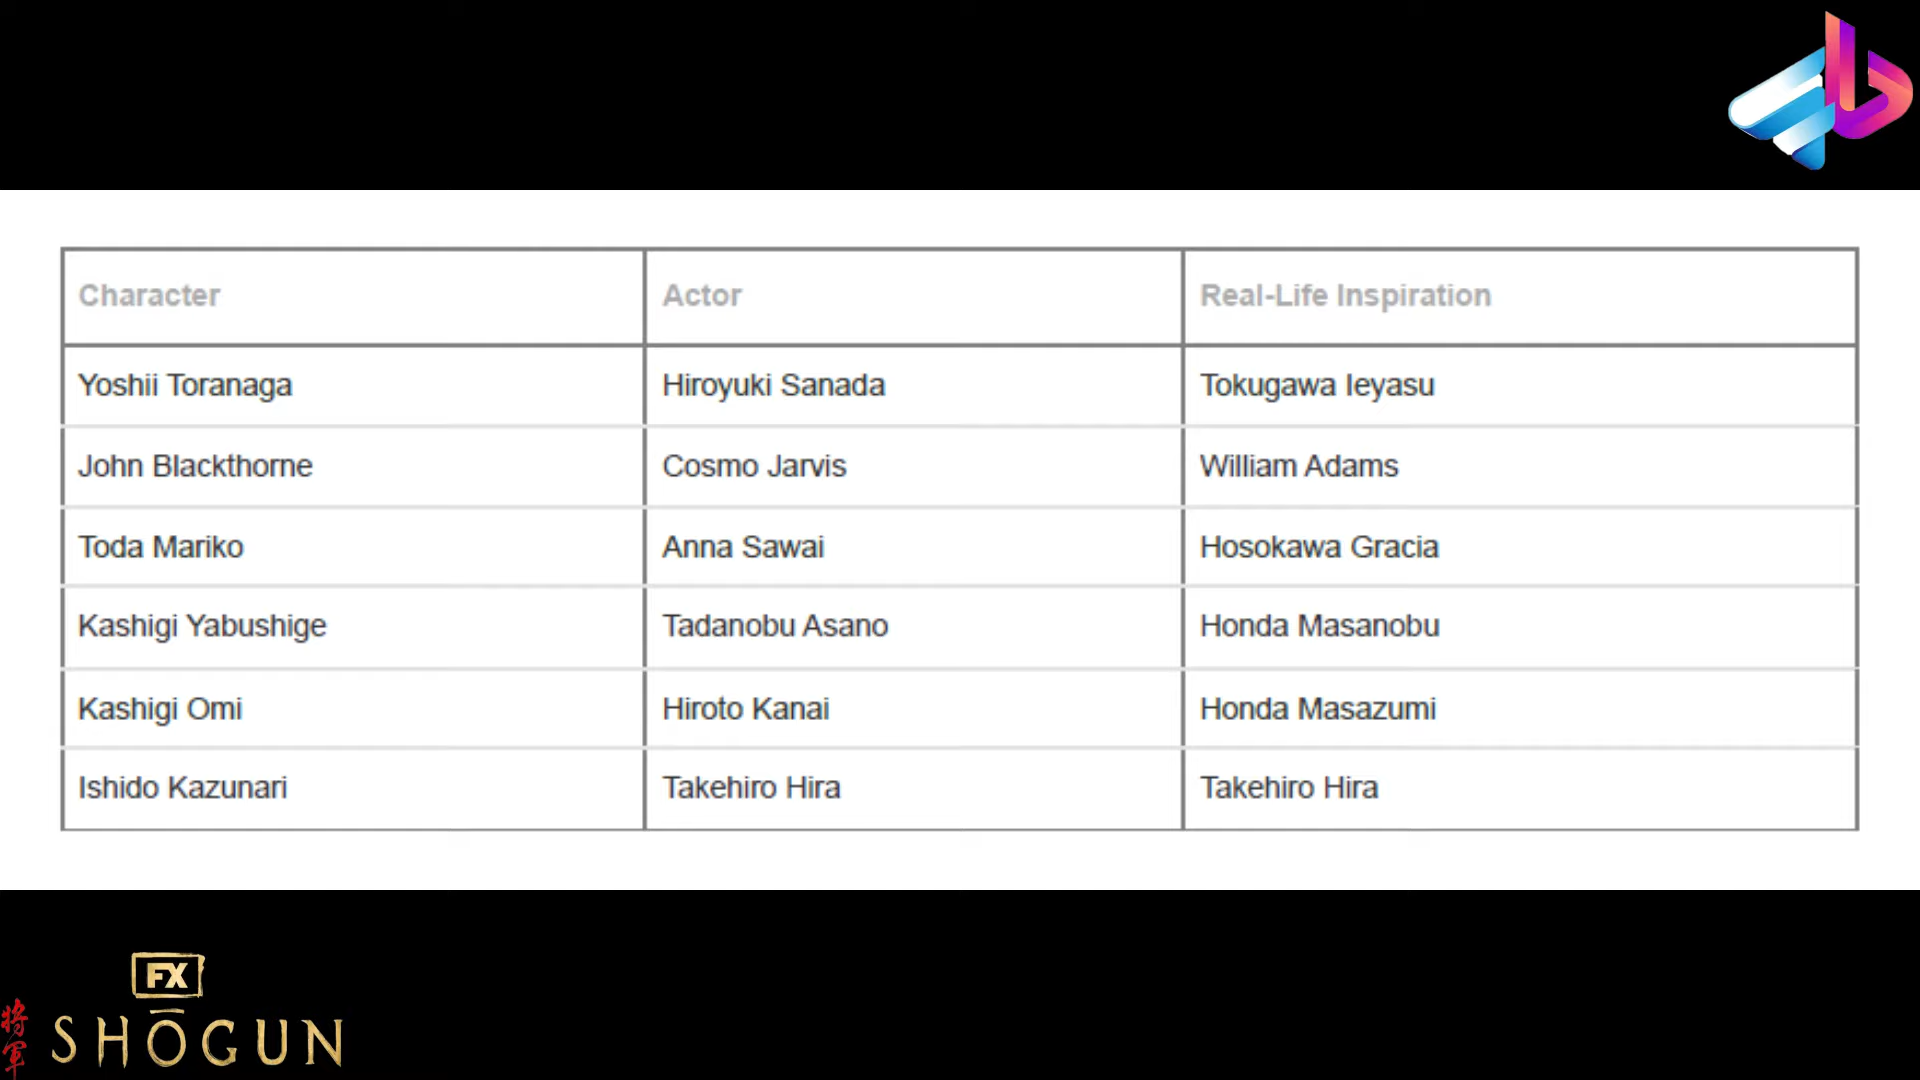 Character Actor Real-Life Inspiration
Yoshii Toranaga Hiroyuki Sanada Tokugawa Ieyasu
John Blackthorne Cosmo Jarvis William Adams
Toda Mariko Anna Sawai Hosokawa Gracia
Kashigi Yabushige Tadanobu Asano Honda Masanobu
Kashigi Omi Hiroto Kanai Honda Masazumi
Ishido Kazunari Takehiro Hira Takehiro Hira
FX
将軍
SHŌGUN